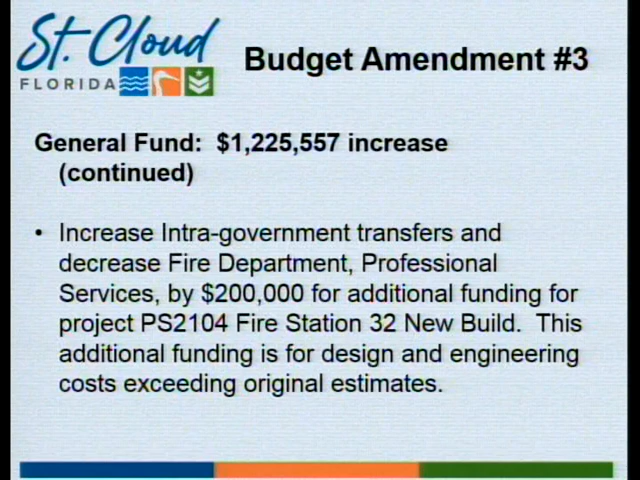 St. Cloud
FLORIDA
Budget Amendment #3
General Fund: $1,225,557 increase
(continued)
• Increase Intra-government transfers and
decrease Fire Department, Professional
Services, by $200,000 for additional funding for
project PS2104 Fire Station 32 New Build. This
additional funding is for design and engineering
costs exceeding original estimates.